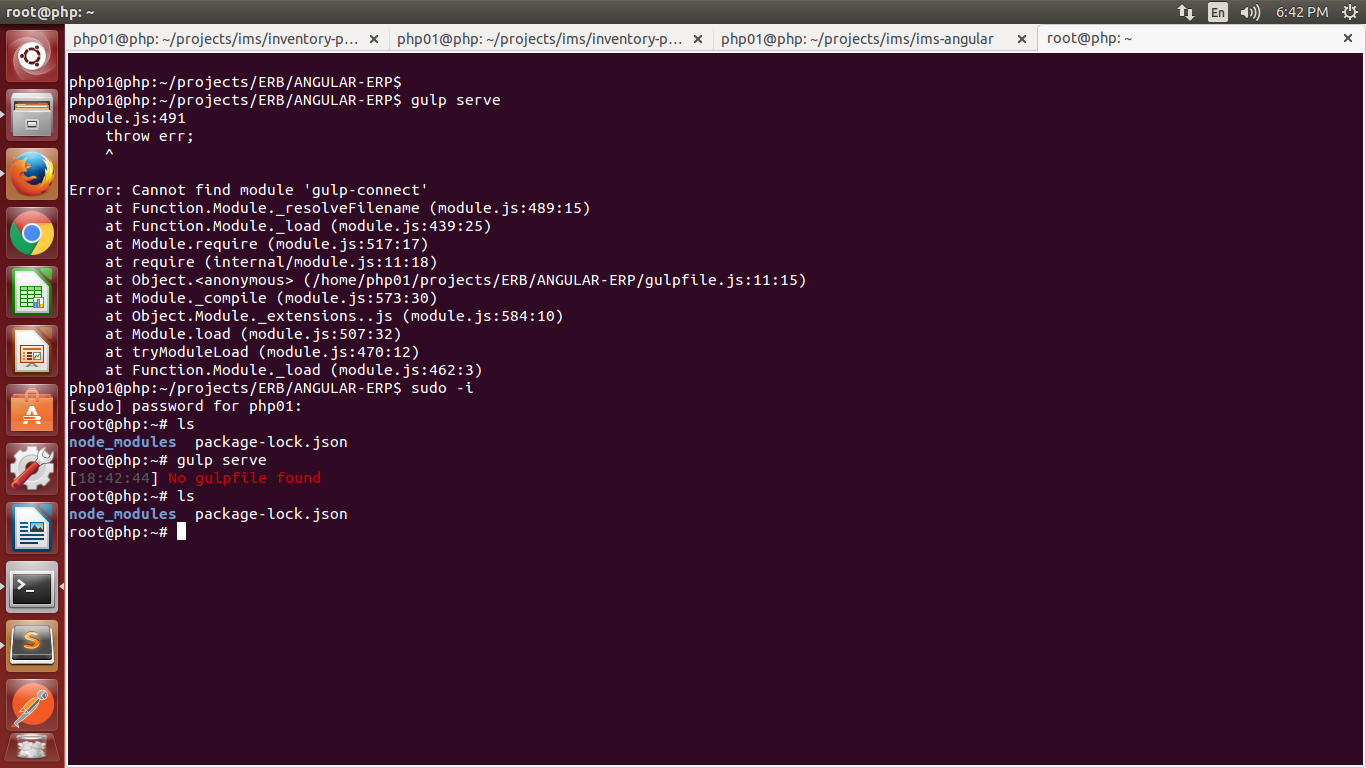 root@php: ~
En
6:42 PM
php01@php: ~/projects/ims/inventory-p... ×
php01@php: ~/projects/ims/inventory-p... ×
php01@php: ~/projects/ims/ims-angular ×
root@php: ~ ×
php01@php:~/projects/ERB/ANGULAR-ERP$
php01@php:~/projects/ERB/ANGULAR-ERP$ gulp serve
module.js:491
    throw err;
    ^
Error: Cannot find module 'gulp-connect'
    at Function.Module._resolveFilename (module.js:489:15)
    at Function.Module._load (module.js:439:25)
    at Module.require (module.js:517:17)
    at require (internal/module.js:11:18)
    at Object.<anonymous> (/home/php01/projects/ERB/ANGULAR-ERP/gulpfile.js:11:15)
    at Module._compile (module.js:573:30)
    at Object.Module._extensions..js (module.js:584:10)
    at Module.load (module.js:507:32)
    at tryModuleLoad (module.js:470:12)
    at Function.Module._load (module.js:462:3)
php01@php:~/projects/ERB/ANGULAR-ERP$ sudo -i
[sudo] password for php01:
root@php:~# ls
node_modules  package-lock.json
root@php:~# gulp serve
[18:42:44] No gulpfile found
root@php:~# ls
node_modules  package-lock.json
root@php:~#